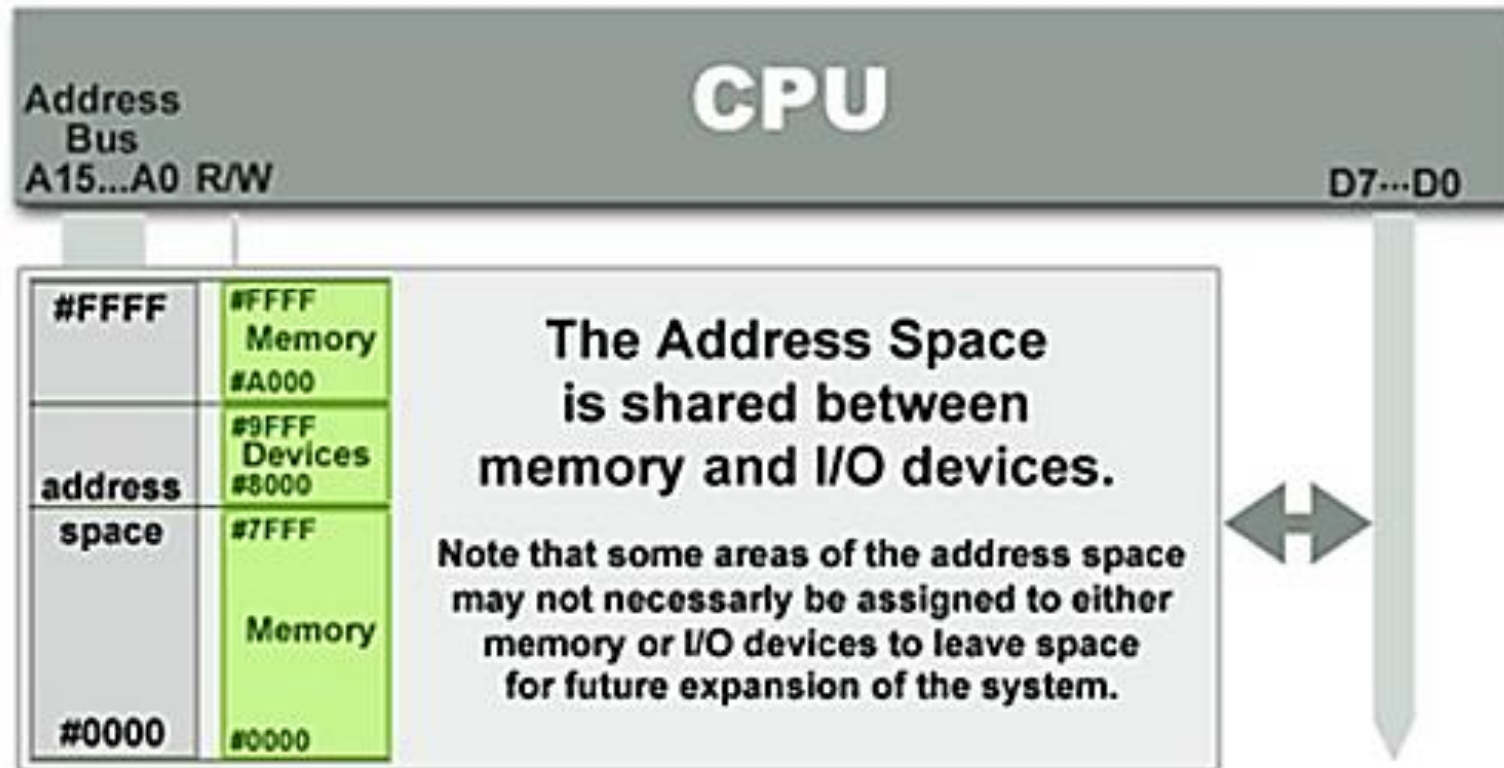 CPU
Address
Bus
A15...A0 R/W
D7...D0
#FFFF
address
space
#0000
#FFFF
Memory
#A000
#9FFF
Devices
#8000
#7FFF
Memory
#0000
The Address Space
is shared between
memory and I/O devices.
Note that some areas of the address space
may not necessarly be assigned to either
memory or I/O devices to leave space
for future expansion of the system.